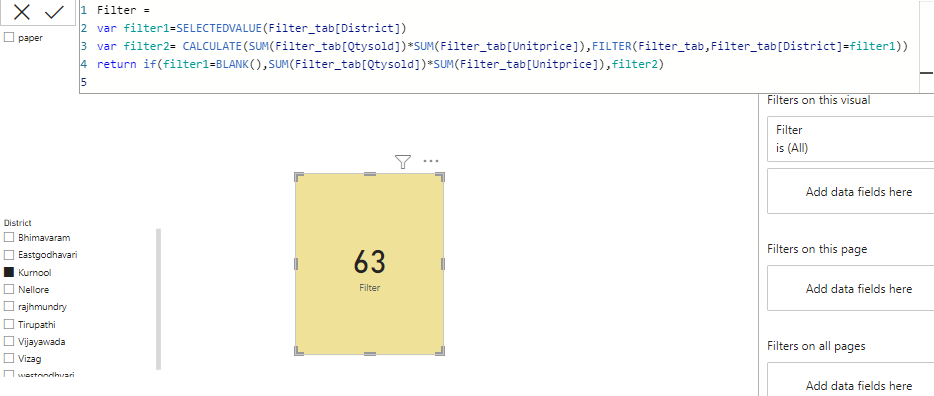 1 Filter =
2 var filter1=SELECTEDVALUE(Filter_tab[District])
3 var filter2= CALCULATE(SUM(Filter_tab[Qtysold])*SUM(Filter_tab[Unitprice]),FILTER(Filter_tab,Filter_tab[District]=filter1))
4 return if(filter1=BLANK(),SUM(Filter_tab[Qtysold])*SUM(Filter_tab[Unitprice]),filter2)
5
paper
Filters on this visual
Filter
is (All)
Add data fields here
Filters on this page
Add data fields here
Filters on all pages
Add data fields here
63
Filter
District
Bhimavaram
Eastgodhavari
Kurnool
Nellore
rajhmundry
Tirupathi
Vijayawada
Vizag
westgodhvari